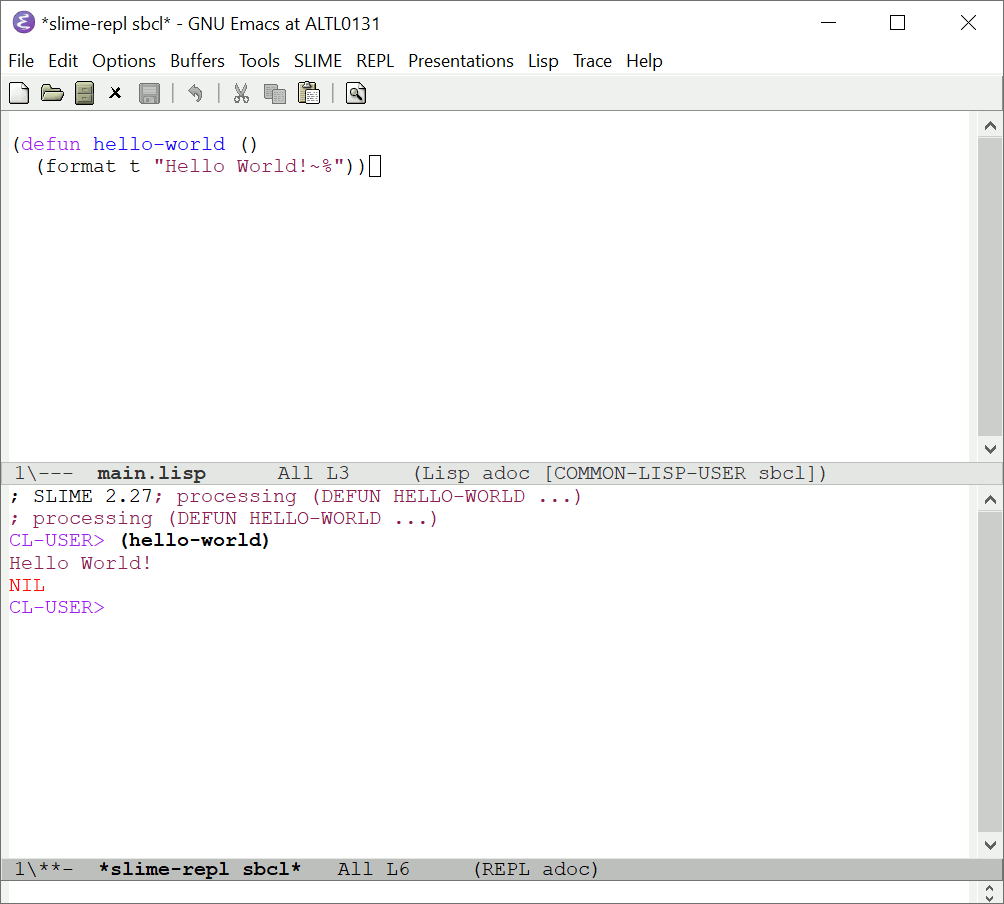 *slime-repl sbcl* - GNU Emacs at ALTL0131
File Edit Options Buffers Tools SLIME REPL Presentations Lisp Trace Help
(defun hello-world ()
  (format t "Hello World!~%"))
1\--- main.lisp All L3 (Lisp adoc [COMMON-LISP-USER sbcl])
; SLIME 2.27; processing (DEFUN HELLO-WORLD ...)
; processing (DEFUN HELLO-WORLD ...)
CL-USER> (hello-world)
Hello World!
NIL
CL-USER>
1\**- *slime-repl sbcl* All L6 (REPL adoc)